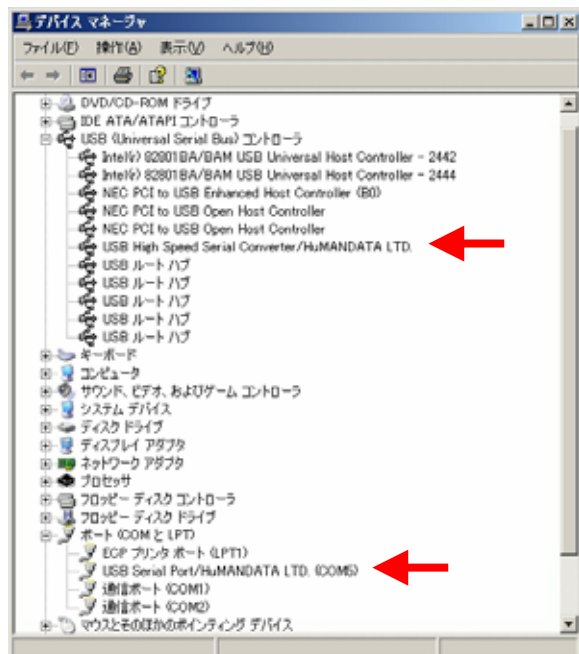 デバイス マネージャ
ファイル(F) 操作(A) 表示(V) ヘルプ(H)
DVD/CD-ROM ドライブ
IDE ATA/ATAPI コントローラ
USB (Universal Serial Bus) コントローラ
Intel(r) 82801BA/BAM USB Universal Host Controller - 2442
Intel(r) 82801BA/BAM USB Universal Host Controller - 2444
NEC PCI to USB Enhanced Host Controller (B0)
NEC PCI to USB Open Host Controller
NEC PCI to USB Open Host Controller
USB High Speed Serial Converter/HuMANDATA LTD.
USB ルート ハブ
USB ルート ハブ
USB ルート ハブ
USB ルート ハブ
USB ルート ハブ
キーボード
コンピュータ
サウンド、ビデオ、およびゲーム コントローラ
システム デバイス
ディスク ドライブ
ディスプレイ アダプタ
ネットワーク アダプタ
プロセッサ
フロッピー ディスク コントローラ
フロッピー ディスク ドライブ
ポート (COM と LPT)
ECP プリンタ ポート (LPT1)
USB Serial Port/HuMANDATA LTD. (COM5)
通信ポート (COM1)
通信ポート (COM2)
マウスとそのほかのポインティング デバイス